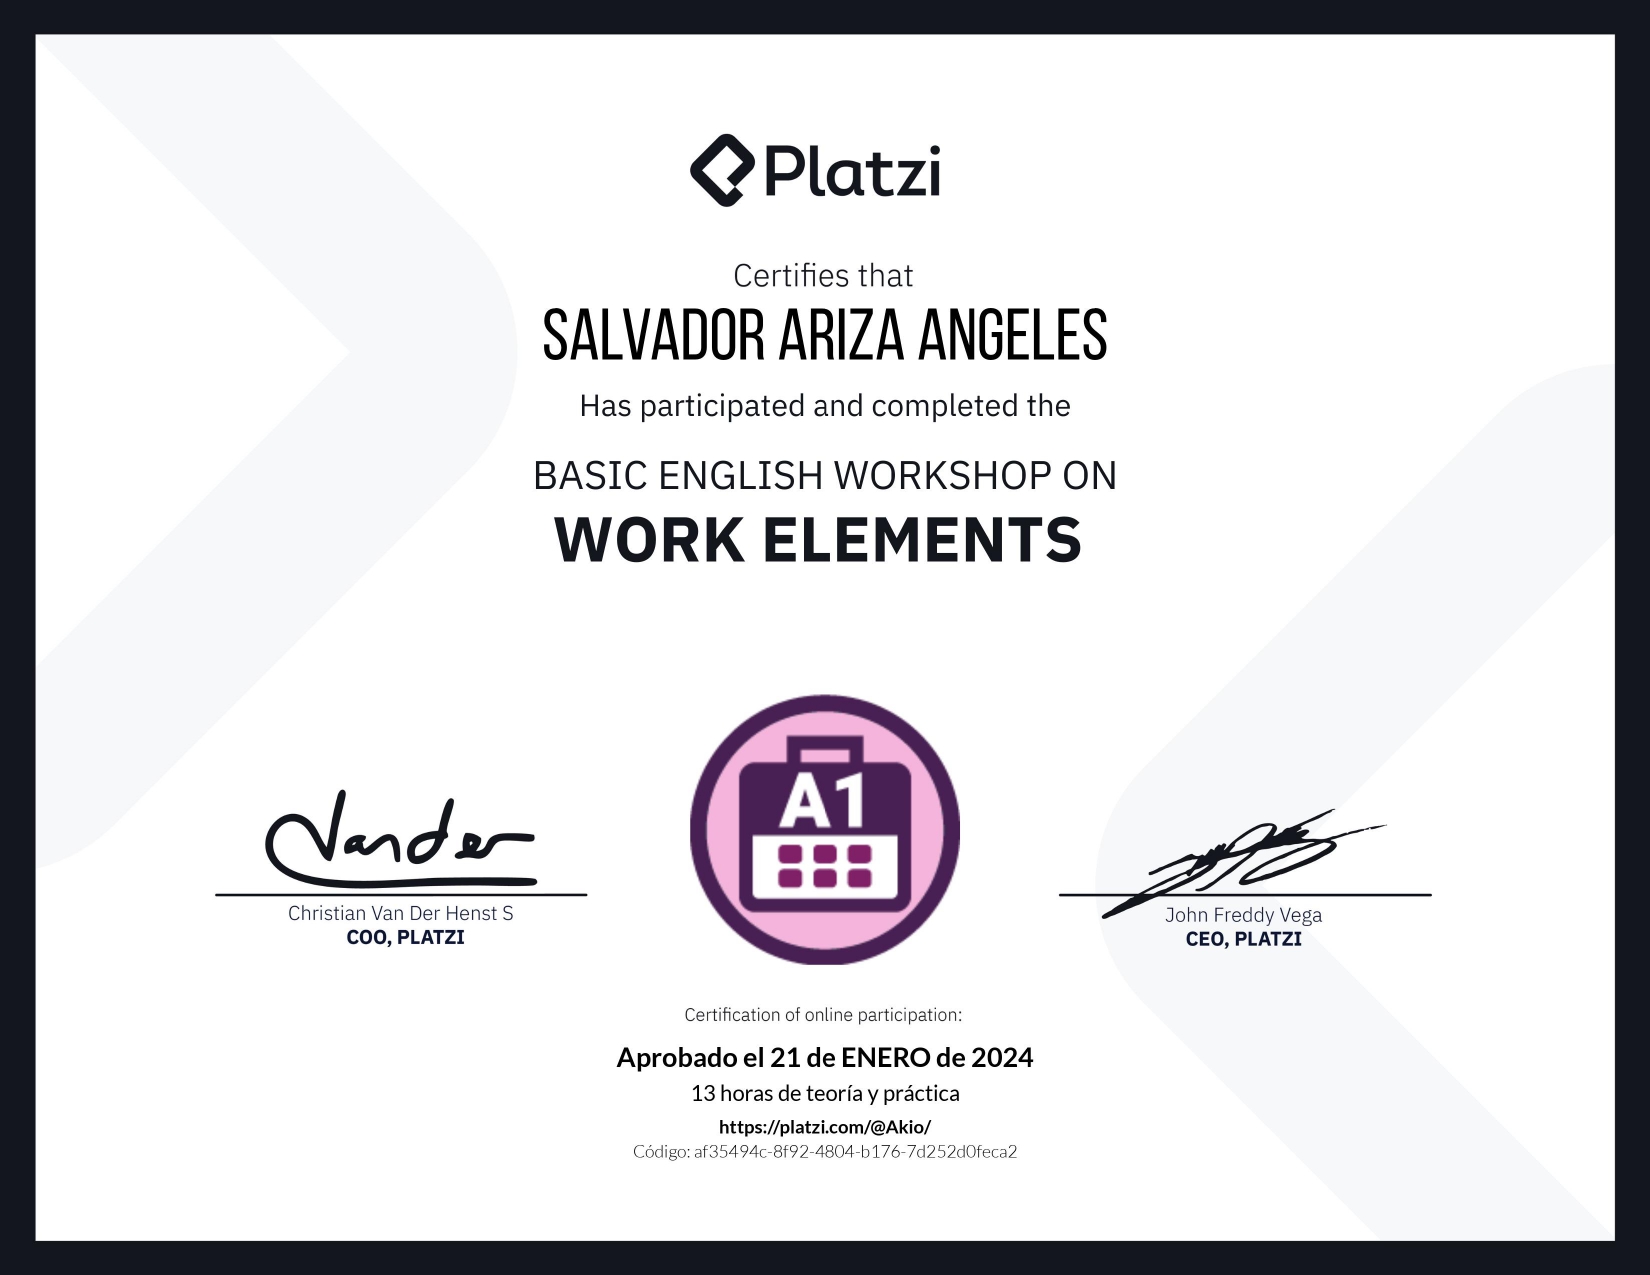 Platzi
Certifies that
SALVADOR ARIZA ANGELES
Has participated and completed the
BASIC ENGLISH WORKSHOP ON
WORK ELEMENTS
A1
Vander
Christian Van Der Henst S
COO, PLATZI
John Freddy Vega
CEO, PLATZI
Certification of online participation:
Aprobado el 21 de ENERO de 2024
13 horas de teoría y práctica
https://platzi.com/@Akio/
Código: af35494c-8f92-4804-b176-7d252d0feca2